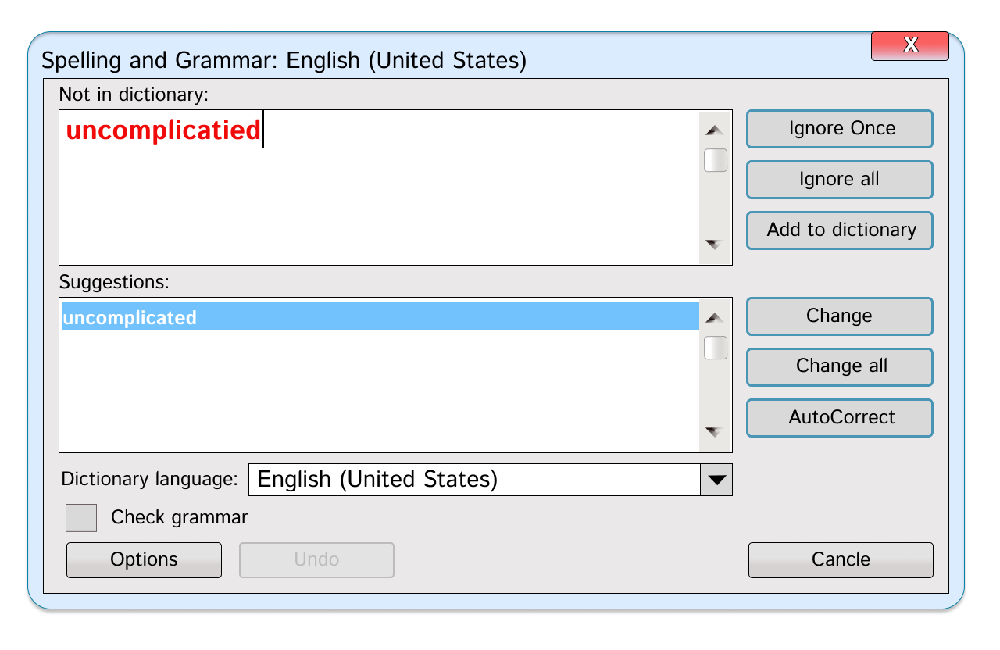 X
Spelling and Grammar: English (United States)
Not in dictionary:
uncomplicatied
Ignore Once
Ignore all
Add to dictionary
Suggestions:
uncomplicated
Change
Change all
AutoCorrect
Dictionary language: English (United States)
Check grammar
Options Undo Cancle